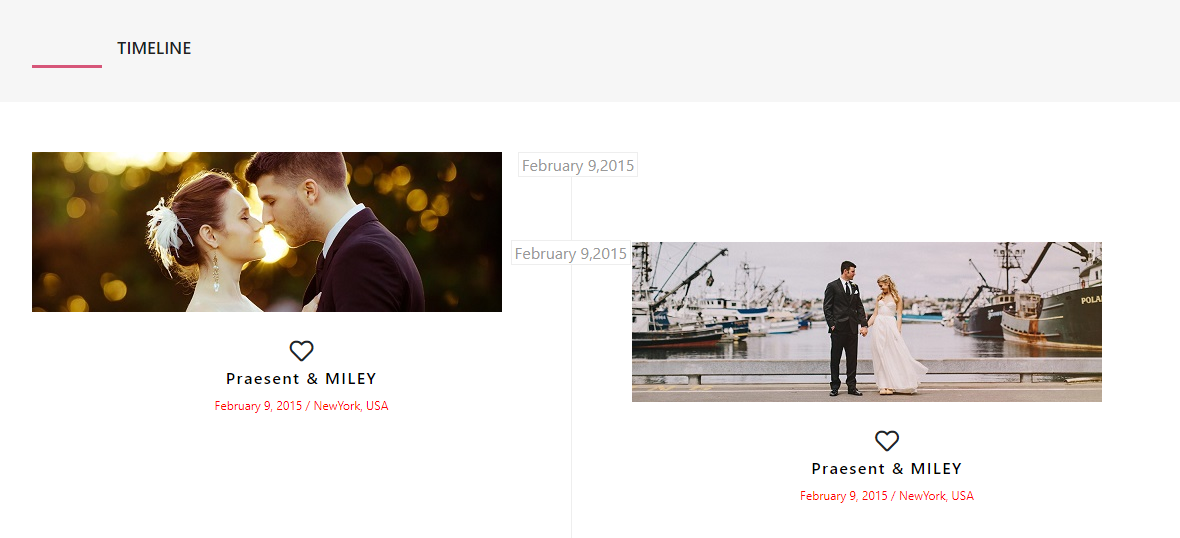 TIMELINE
February 9,2015
February 9,2015
Praesent & MILEY
February 9, 2015 / NewYork, USA
POLA
Praesent & MILEY
February 9, 2015 / NewYork, USA